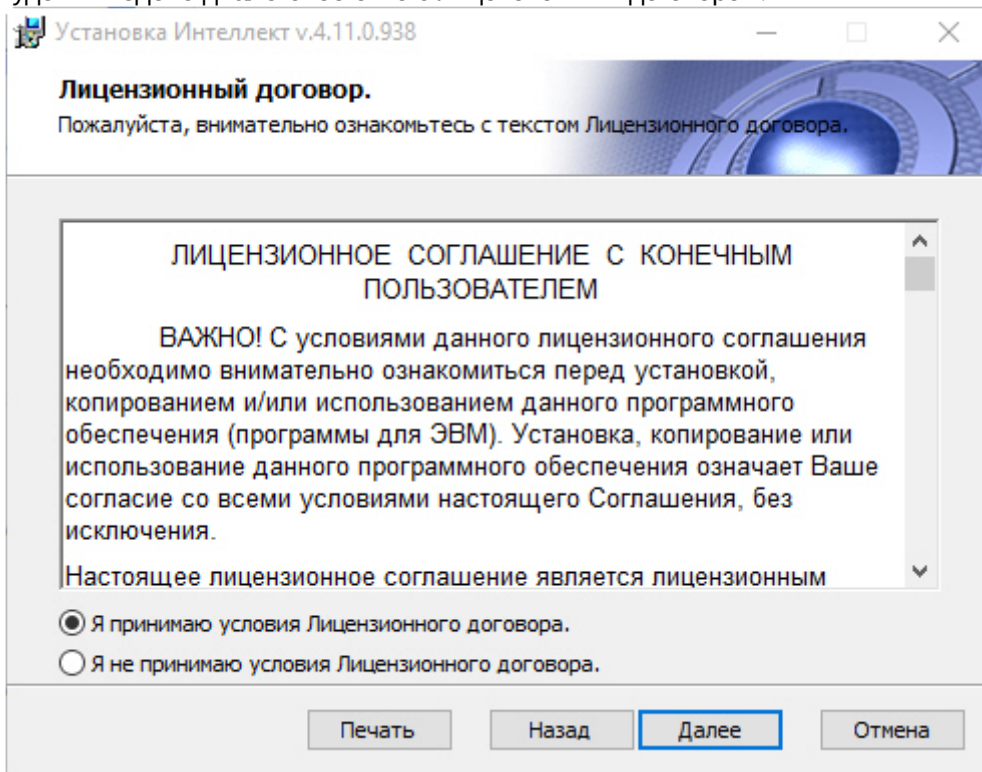 Установка Интеллект v.4.11.0.938
Лицензионный договор.
Пожалуйста, внимательно ознакомьтесь с текстом Лицензионного договора.
ЛИЦЕНЗИОННОЕ СОГЛАШЕНИЕ С КОНЕЧНЫМ
ПОЛЬЗОВАТЕЛЕМ
ВАЖНО! С условиями данного лицензионного соглашения
необходимо внимательно ознакомиться перед установкой,
копированием и/или использованием данного программного
обеспечения (программы для ЭВМ). Установка, копирование или
использование данного программного обеспечения означает Ваше
согласие со всеми условиями настоящего Соглашения, без
исключения.
Настоящее лицензионное соглашение является лицензионным
Я принимаю условия Лицензионного договора.
Я не принимаю условия Лицензионного договора.
Печать
Назад
Далее
Отмена